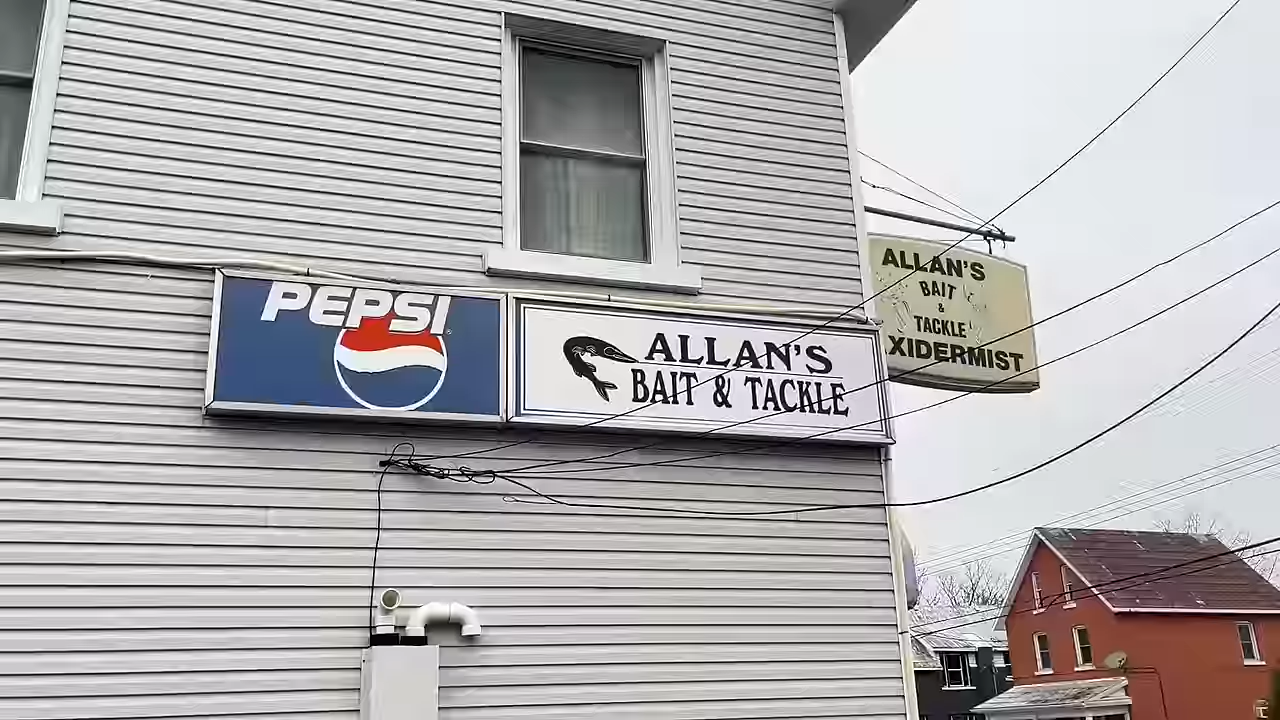 PEPSI
ALLAN'S
BAIT & TACKLE
ALLAN'S
BAIT
&
TACKLE
XIDERMIST